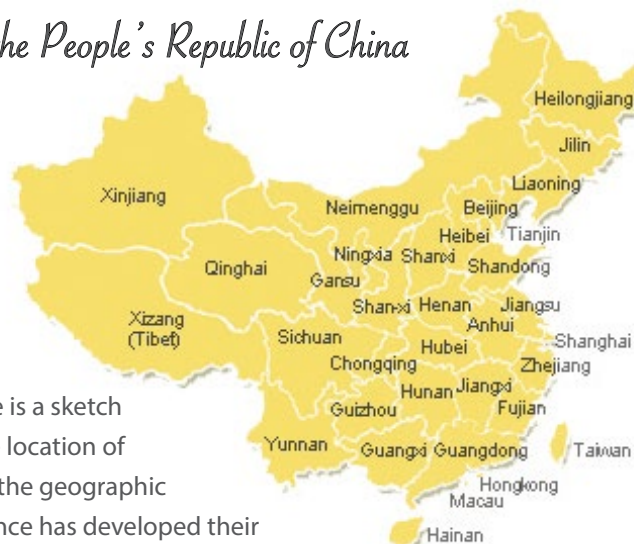 he People's Republic of China
Heilongjiang
Jilin
Liaoning
Xinjiang
Neimenggu
Beijing
Heibei
Tianjin
Ningxia
Shanxi
Qinghai
Shandong
Gansu
Shan-xi
Henan
Jiangsu
Xizang
(Tibet)
Anhui
Sichuan
Hubei
Shanghai
Chongqing
Zhejiang
Hunan
Jiangxi
e is a sketch
Guizhou
Fujian
location of
Yunnan
Guangxi
Guangdong
Taiwan
the geographic
Hongkong
Macau
nce has developed their
Hainan